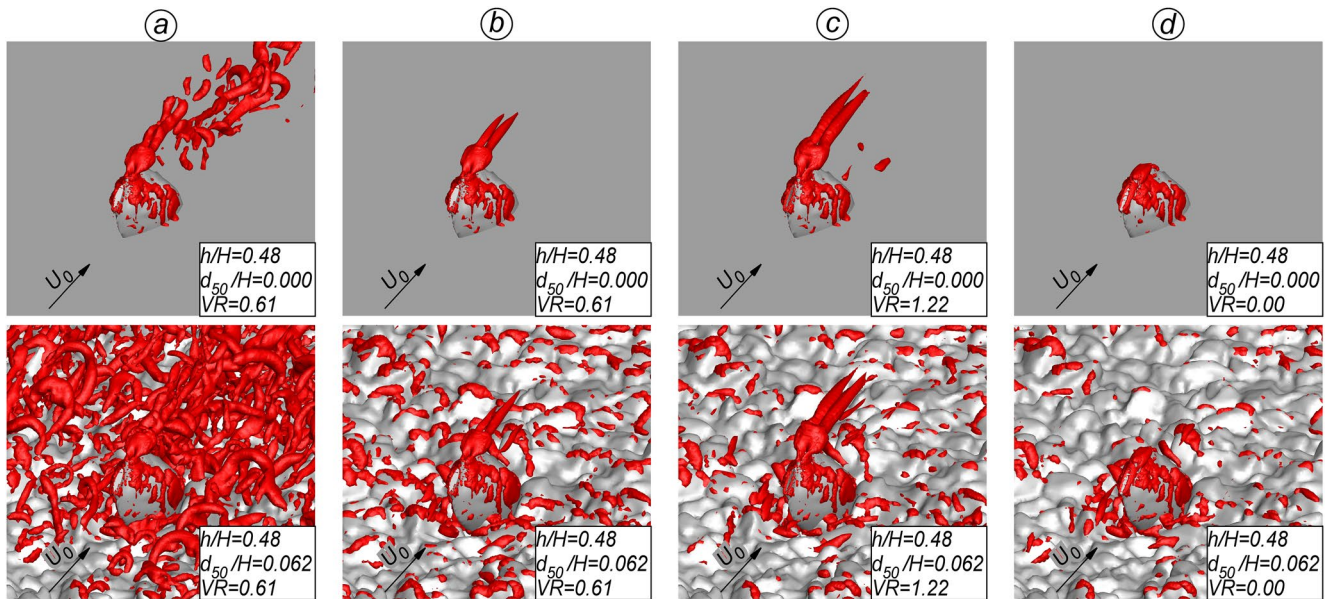 a
b
c
d
U₀
h/H=0.48
d₅₀/H=0.000
VR=0.61
U₀
h/H=0.48
d₅₀/H=0.000
VR=0.61
U₀
h/H=0.48
d₅₀/H=0.000
VR=1.22
U₀
h/H=0.48
d₅₀/H=0.000
VR=0.00
U₀
h/H=0.48
d₅₀/H=0.062
VR=0.61
U₀
h/H=0.48
d₅₀/H=0.062
VR=0.61
U₀
h/H=0.48
d₅₀/H=0.062
VR=1.22
U₀
h/H=0.48
d₅₀/H=0.062
VR=0.00